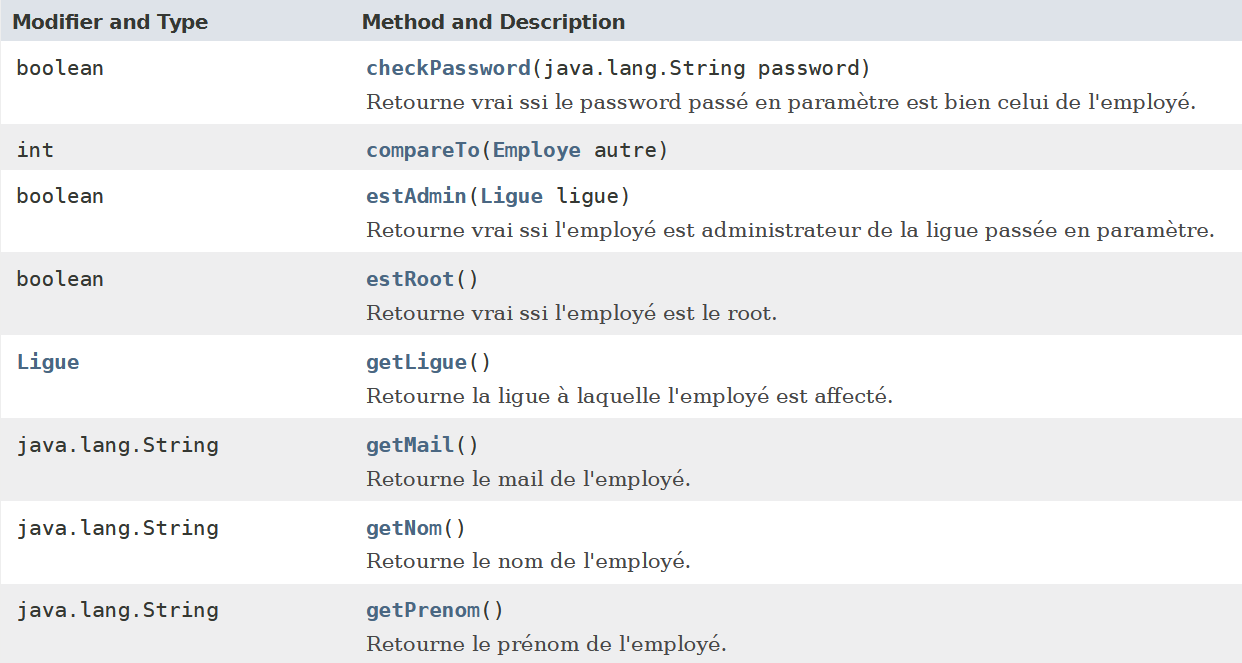 Modifier and Type Method and Description
boolean checkPassword(java.lang.String password)
Retourne vrai ssi le password passé en paramètre est bien celui de l'employé.
int compareTo(Employe autre)
boolean estAdmin(Ligue ligue)
Retourne vrai ssi l'employé est administrateur de la ligue passée en paramètre.
boolean estRoot()
Retourne vrai ssi l'employé est le root.
Ligue getLigue()
Retourne la ligue à laquelle l'employé est affecté.
java.lang.String getMail()
Retourne le mail de l'employé.
java.lang.String getNom()
Retourne le nom de l'employé.
java.lang.String getPrenom()
Retourne le prénom de l'employé.